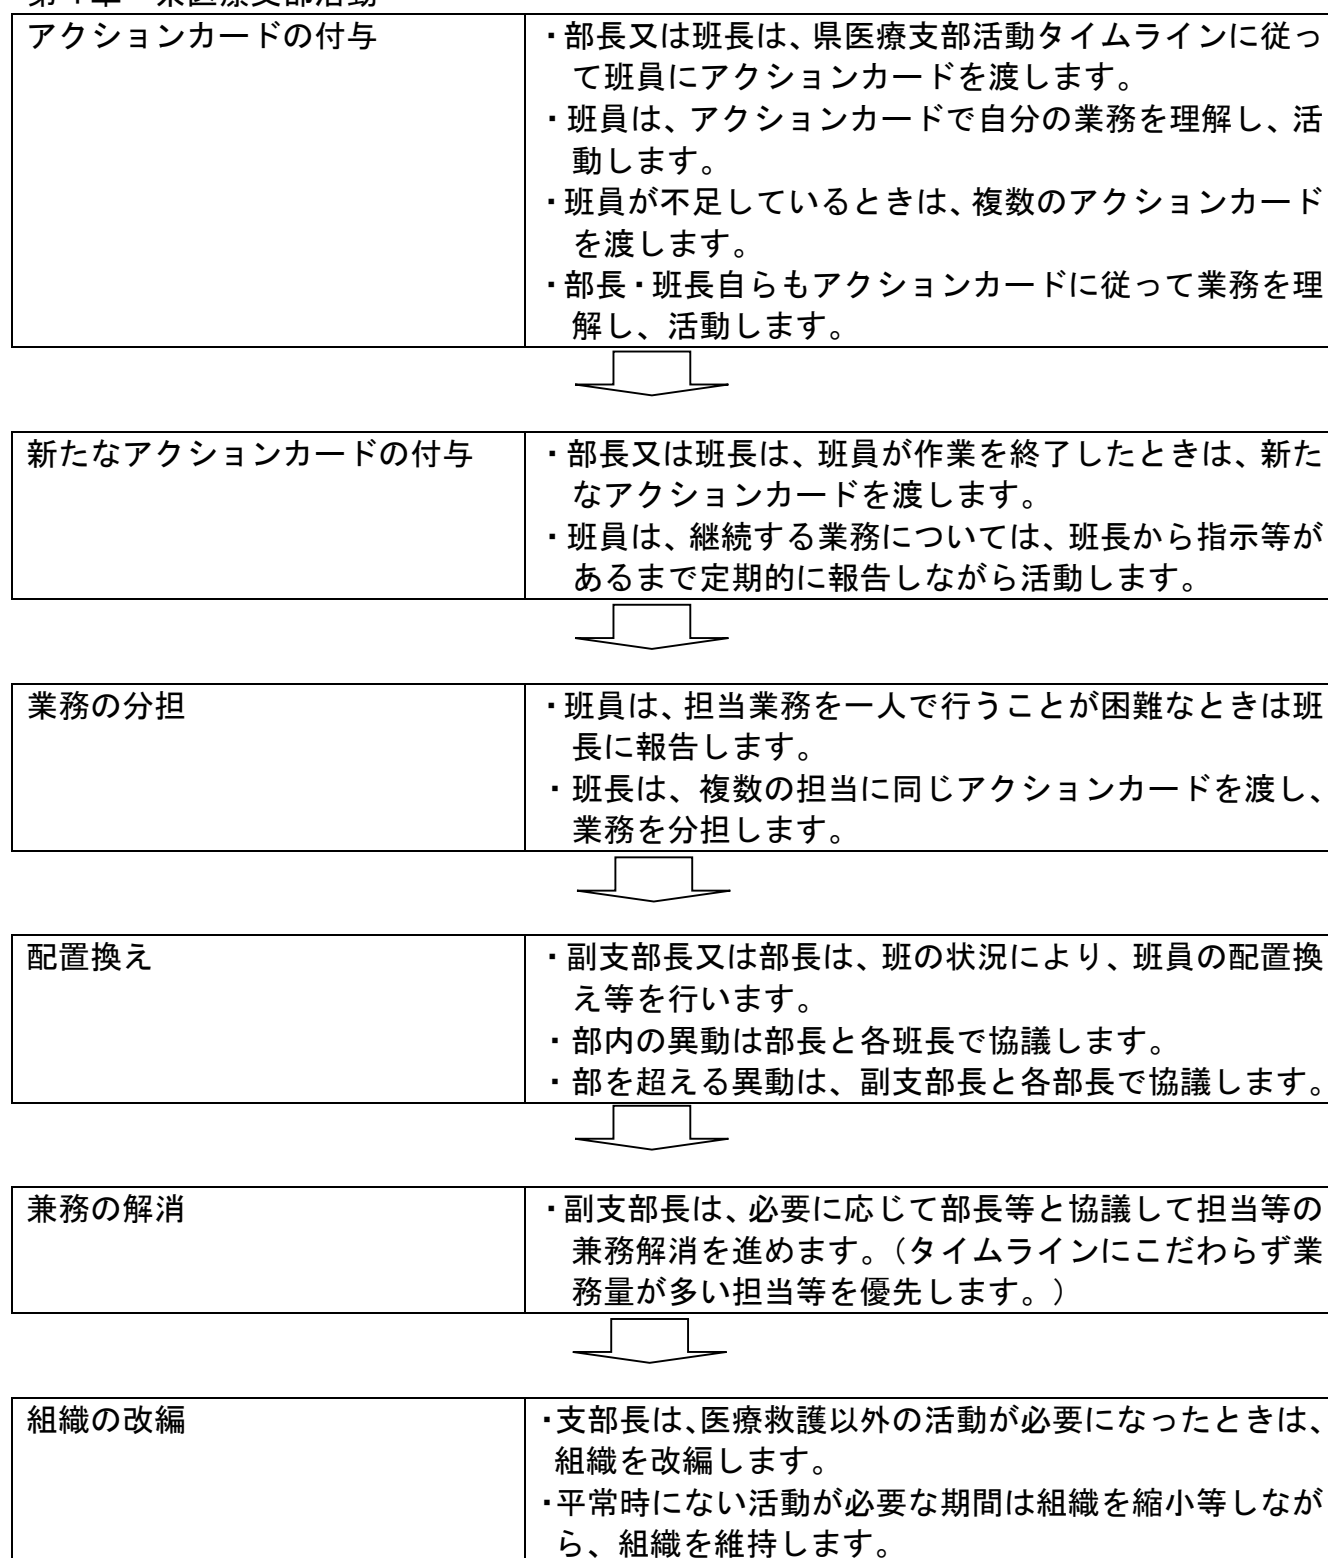 アクションカードの付与
・部長又は班長は、県医療支部活動タイムラインに従っ
て班員にアクションカードを渡します。
・班員は、アクションカードで自分の業務を理解し、活
動します。
・班員が不足しているときは、複数のアクションカード
を渡します。
・部長・班長自らもアクションカードに従って業務を理
解し、活動します。
新たなアクションカードの付与
・部長又は班長は、班員が作業を終了したときは、新た
なアクションカードを渡します。
・班員は、継続する業務については、班長から指示等が
あるまで定期的に報告しながら活動します。
業務の分担
・班員は、担当業務を一人で行うことが困難なときは班
長に報告します。
・班長は、複数の担当に同じアクションカードを渡し、
業務を分担します。
配置換え
・副支部長又は部長は、班の状況により、班員の配置換
え等を行います。
・部内の異動は部長と各班長で協議します。
・部を超える異動は、副支部長と各部長で協議します。
兼務の解消
・副支部長は、必要に応じて部長等と協議して担当等の
兼務解消を進めます。（タイムラインにこだわらず業
務量が多い担当等を優先します。）
組織の改編
・支部長は、医療救護以外の活動が必要になったときは、
組織を改編します。
・平常時にない活動が必要な期間は組織を縮小等しなが
ら、組織を維持します。